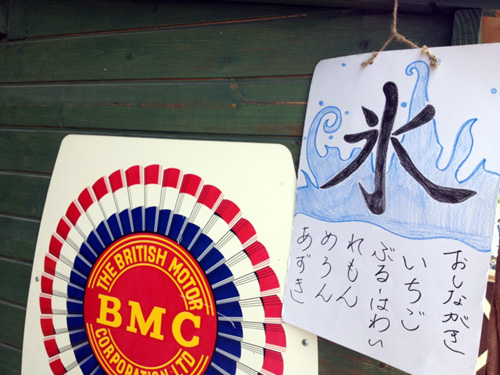 THE BRITISH MOTOR
BMC
CORPORATION LTD
氷
おしながき
いちご
ぶるーはわい
れもん
めろん
あずき